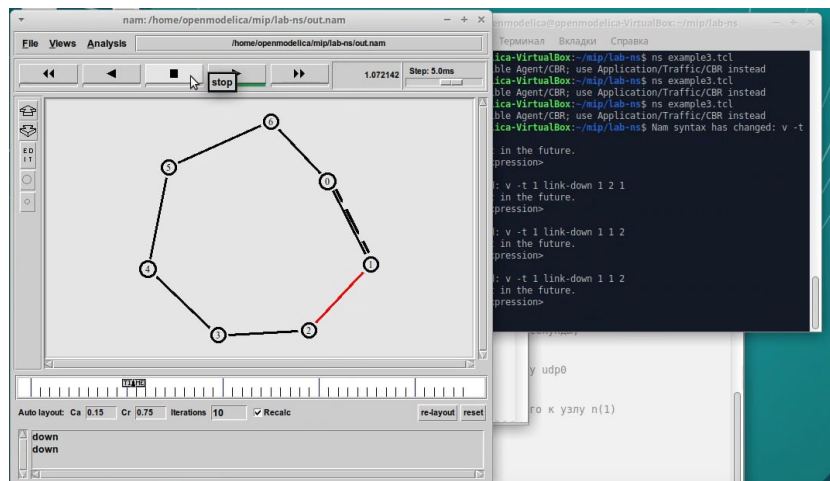 nam: /home/openmodelica/mip/lab-ns/out.nam
File Views Analysis /home/openmodelica/mip/lab-ns/out.nam
1.072142 Step: 5.0ms
stop
6
5
0
4
1
3
2
E D
I T
TIME
Auto layout: Ca 0.15 Cr 0.75 Iterations 10 Recalc re-layout reset
down
down
openmodelica@openmodelica-VirtualBox:~/mip/lab-ns
Терминал Вкладки Справка
ica-VirtualBox:~/mip/lab-ns$ ns example3.tcl
ble Agent/CBR; use Application/Traffic/CBR instead
ica-VirtualBox:~/mip/lab-ns$ ns example3.tcl
ble Agent/CBR; use Application/Traffic/CBR instead
ica-VirtualBox:~/mip/lab-ns$ ns example3.tcl
ble Agent/CBR; use Application/Traffic/CBR instead
ica-VirtualBox:~/mip/lab-ns$ Nam syntax has changed: v -t
t in the future.
xpression>
d: v -t 1 link-down 1 2 1
t in the future.
xpression>
d: v -t 1 link-down 1 1 2
t in the future.
xpression>
d: v -t 1 link-down 1 1 2
t in the future.
xpression>
у udp0
го к узлу n(1)